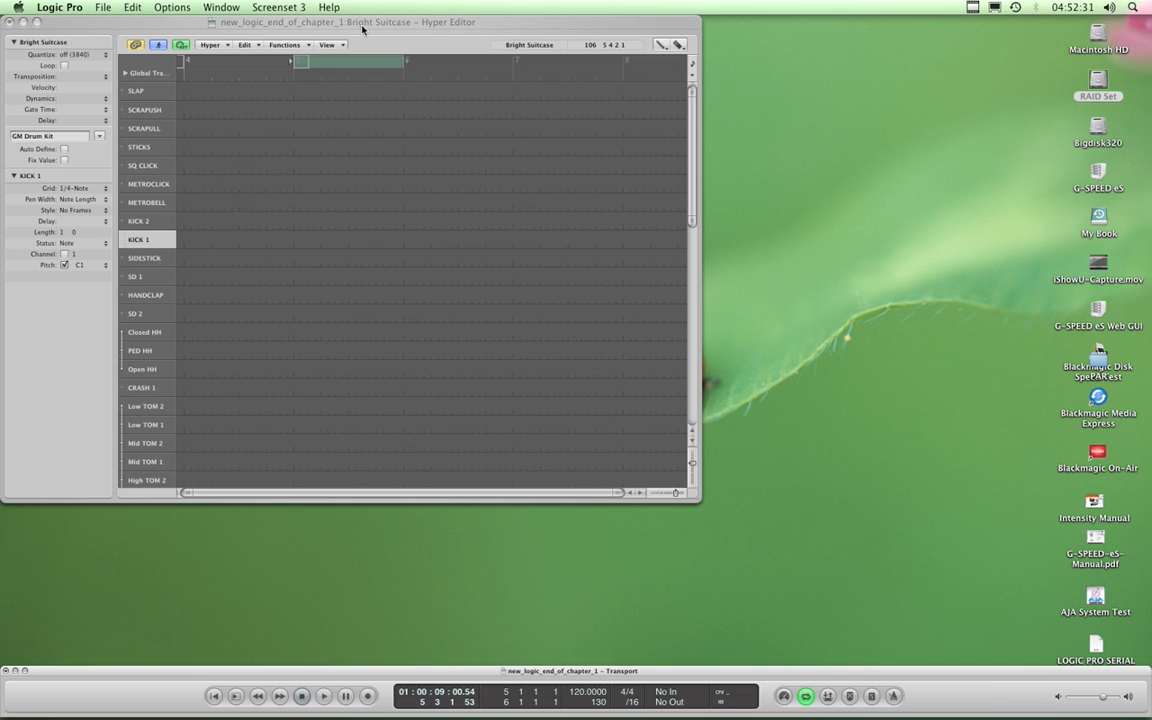 Logic Pro File Edit Options Window Screenset 3 Help
(Wed 4:52:31
new_logic_end_of_chapter_1:Bright Suitcase - Hyper Editor
Bright Suitcase
Quantize: off (3840)
Loop:
Transposition:
Velocity:
Dynamics:
Gate Time:
Delay:
GM Drum Kit
Auto Define:
Fix Value:
KICK 1
Grid: 1/4-Note
Pen Width: Note Length
Style: No Frames
Delay:
Length: 1 0
Status: Note
Channel: 1
Pitch: C1
Hyper Edit Functions View
Bright Suitcase 106 5 4 2 1
4 5 6 7 8
Global Tra...
SLAP
SCRAPUSH
SCRAPULL
STICKS
SQ CLICK
METROCLICK
METROBELL
KICK 2
KICK 1
SIDESTICK
SD 1
HANDCLAP
SD 2
Closed HH
PED HH
Open HH
CRASH 1
Low TOM 2
Low TOM 1
Mid TOM 2
Mid TOM 1
High TOM 2
Macintosh HD
RAID Set
Bigdisk320
G-SPEED eS
My Book
iShowU-Capture.mov
G-SPEED eS Web GUI
Blackmagic Disk
Blackmagic Media
Express
Blackmagic On-Air
Intensity Manual
G-SPEED-eS-
Manual.pdf
AJA System Test
LOGIC PRO SERIAL
new_logic_end_of_chapter_1 - Transport
01:00:09:00.54 5 1 1 1 120.0000 4/4 No In CPU
5 3 1 53 6 1 1 1 130 /16 No Out HD